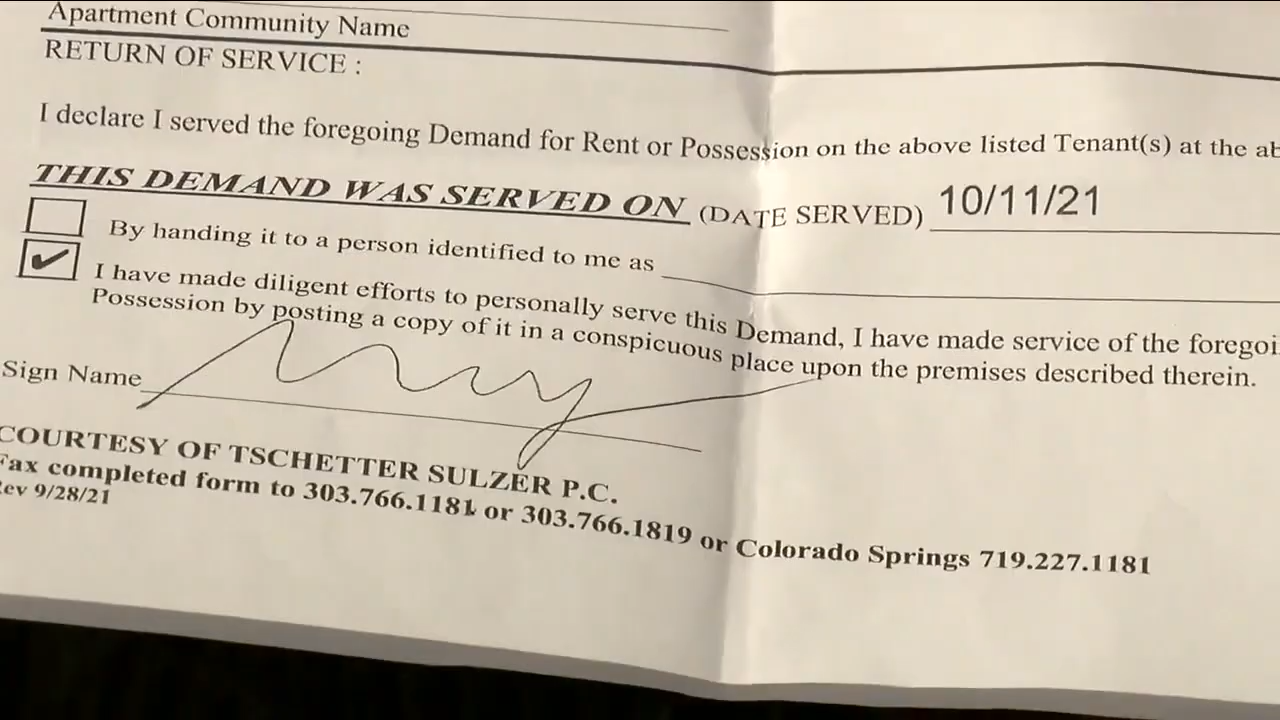 Apartment Community Name
RETURN OF SERVICE :
I declare I served the foregoing Demand for Rent or Possession on the above listed Tenant(s) at the
THIS DEMAND WAS SERVED ON (DATE SERVED) 10/11/21
By handing it to a person identified to me as
✔ I have made diligent efforts to personally serve this Demand, I have made service of the
Possession by posting a copy of it in a conspicuous place upon the premises described therein.
Sign Name
COURTESY OF TSCHETTER SULZER P.C.
Fax completed form to 303.766.1181 or 303.766.1819 or Colorado Springs 719.227.1181
Rev 9/28/21